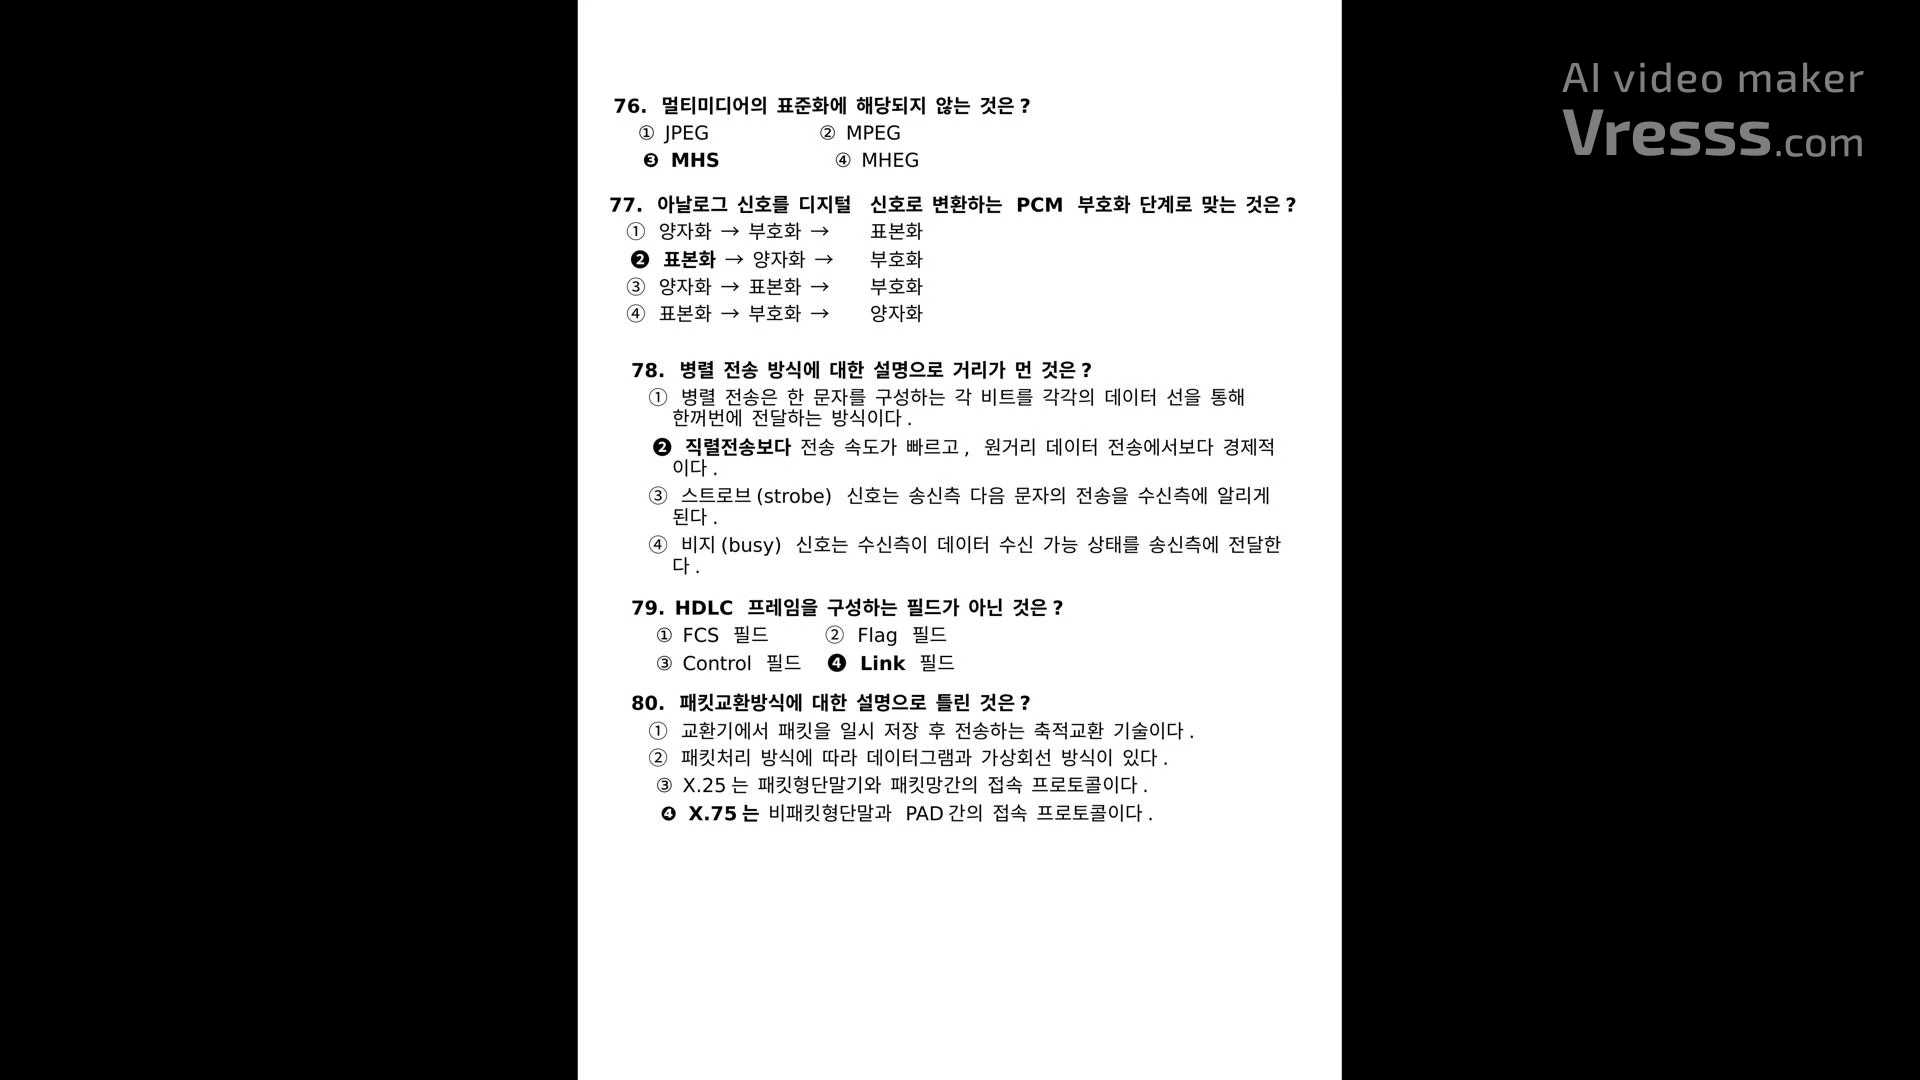 AI video maker
Vresss.com
76. 멀티미디어의 표준화에 해당되지 않는 것은?
① JPEG ② MPEG
❸ MHS ④ MHEG
77. 아날로그 신호를 디지털 신호로 변환하는 PCM 부호화 단계로 맞는 것은?
① 양자화 → 부호화 → 표본화
❷ 표본화 → 양자화 → 부호화
③ 양자화 → 표본화 → 부호화
④ 표본화 → 부호화 → 양자화
78. 병렬 전송 방식에 대한 설명으로 거리가 먼 것은?
① 병렬 전송은 한 문자를 구성하는 각 비트를 각각의 데이터 선을 통해
한꺼번에 전달하는 방식이다.
❷ 직렬전송보다 전송 속도가 빠르고, 원거리 데이터 전송에서보다 경제적
이다.
③ 스트로브(strobe) 신호는 송신측 다음 문자의 전송을 수신측에 알리게
된다.
④ 비지(busy) 신호는 수신측이 데이터 수신 가능 상태를 송신측에 전달한
다.
79. HDLC 프레임을 구성하는 필드가 아닌 것은?
① FCS 필드 ② Flag 필드
③ Control 필드 ❹ Link 필드
80. 패킷교환방식에 대한 설명으로 틀린 것은?
① 교환기에서 패킷을 일시 저장 후 전송하는 축적교환 기술이다.
② 패킷처리 방식에 따라 데이터그램과 가상회선 방식이 있다.
③ X.25는 패킷형단말기와 패킷망간의 접속 프로토콜이다.
❹ X.75는 비패킷형단말과 PAD간의 접속 프로토콜이다.